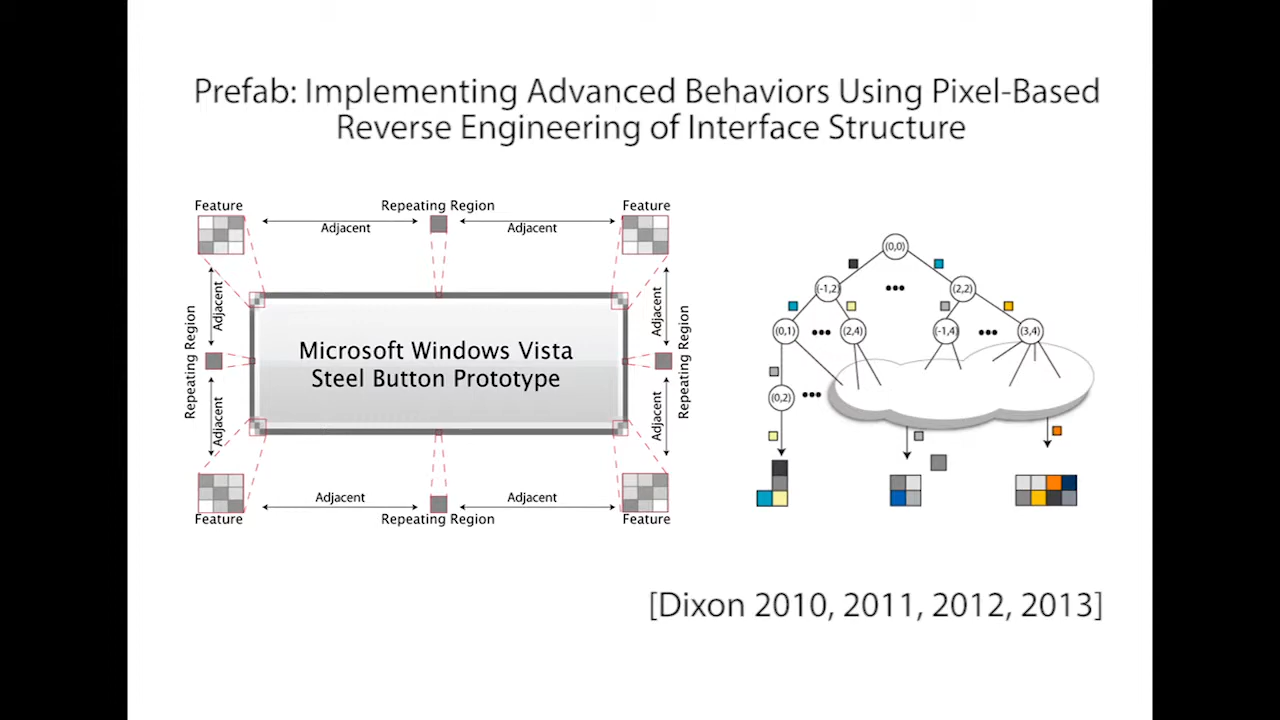 Prefab: Implementing Advanced Behaviors Using Pixel-Based
Reverse Engineering of Interface Structure
Feature
Repeating Region
Feature
Adjacent
Adjacent
Repeating Region
Adjacent
Adjacent
Microsoft Windows Vista
Steel Button Prototype
Adjacent
Adjacent
Repeating Region
Adjacent
Adjacent
Feature
Repeating Region
Feature
(0,0)
(-1,2)
•••
(2,2)
(0,1)
•••
(2,4)
(-1,4)
•••
(3,4)
(0,2)
•••
[Dixon 2010, 2011, 2012, 2013]